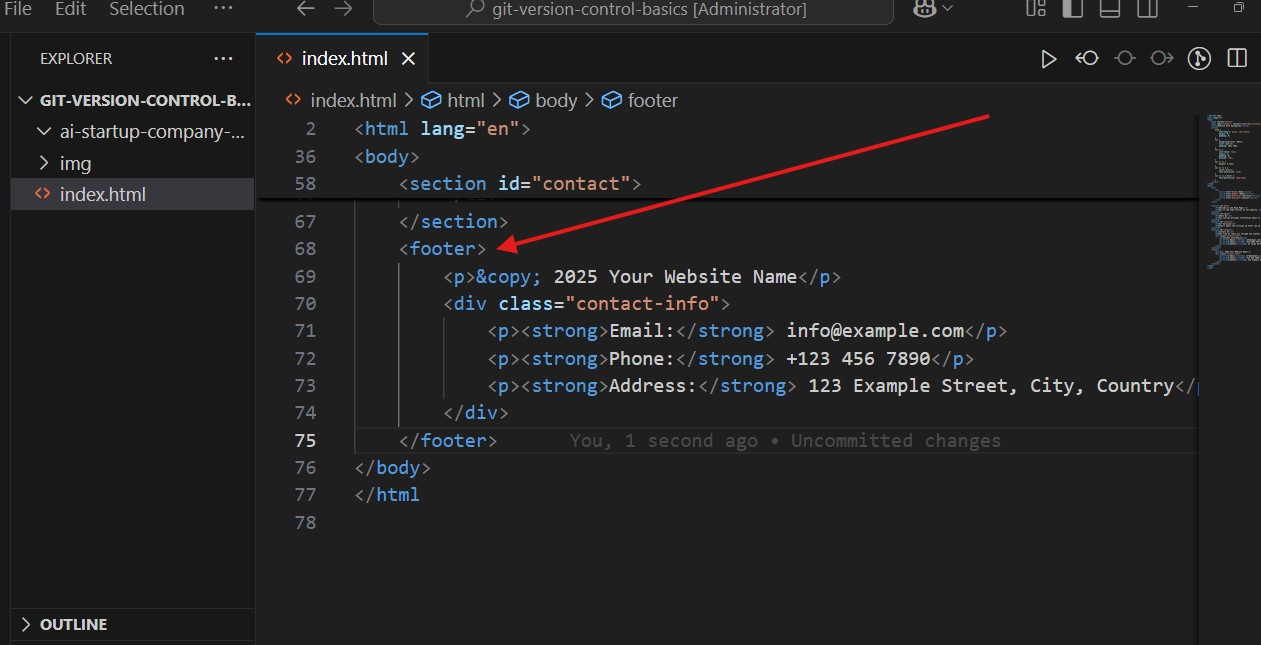 File Edit Selection ··· git-version-control-basics [Administrator]
EXPLORER ···
GIT-VERSION-CONTROL-B...
ai-startup-company-...
img
index.html
index.html
index.html > html > body > footer
2 <html lang="en">
36 <body>
58 <section id="contact">
67 </section>
68 <footer>
69 <p>&copy; 2025 Your Website Name</p>
70 <div class="contact-info">
71 <p><strong>Email:</strong> info@example.com</p>
72 <p><strong>Phone:</strong> +123 456 7890</p>
73 <p><strong>Address:</strong> 123 Example Street, City, Country</p
74 </div>
75 </footer> You, 1 second ago • Uncommitted changes
76 </body>
77 </html
78
OUTLINE